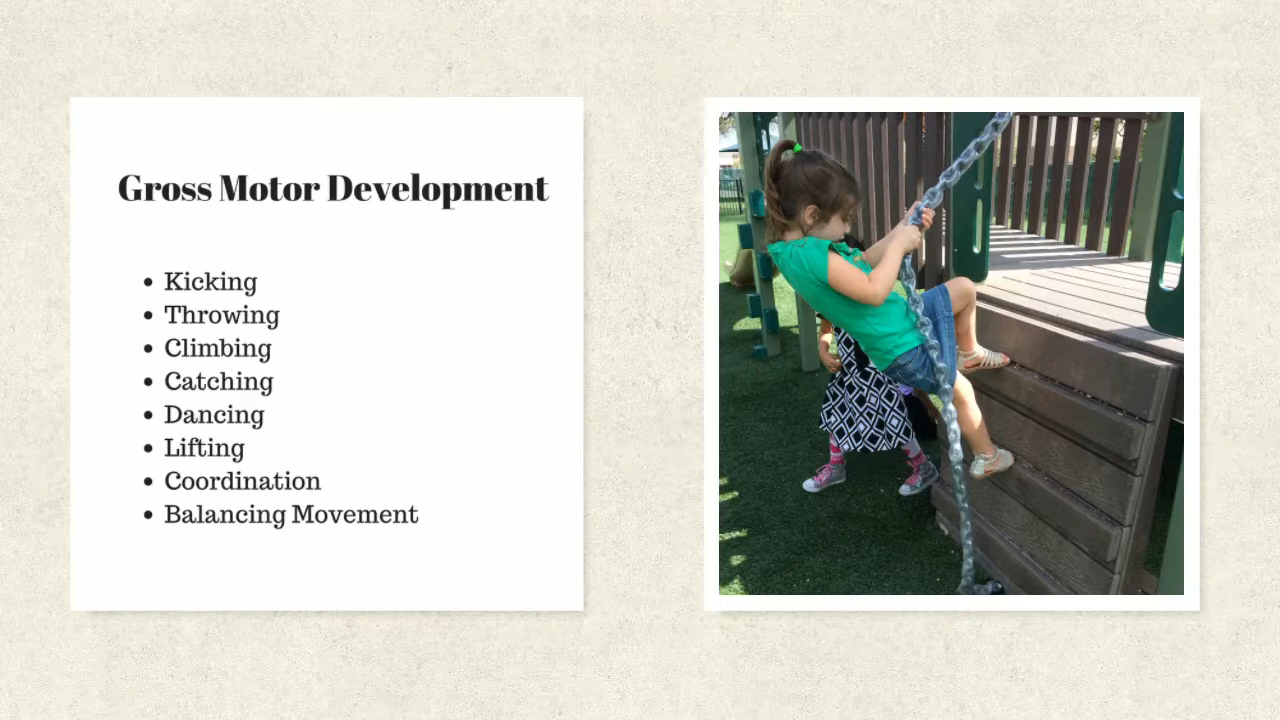 Gross Motor Development
• Kicking
• Throwing
• Climbing
• Catching
• Dancing
• Lifting
• Coordination
• Balancing Movement